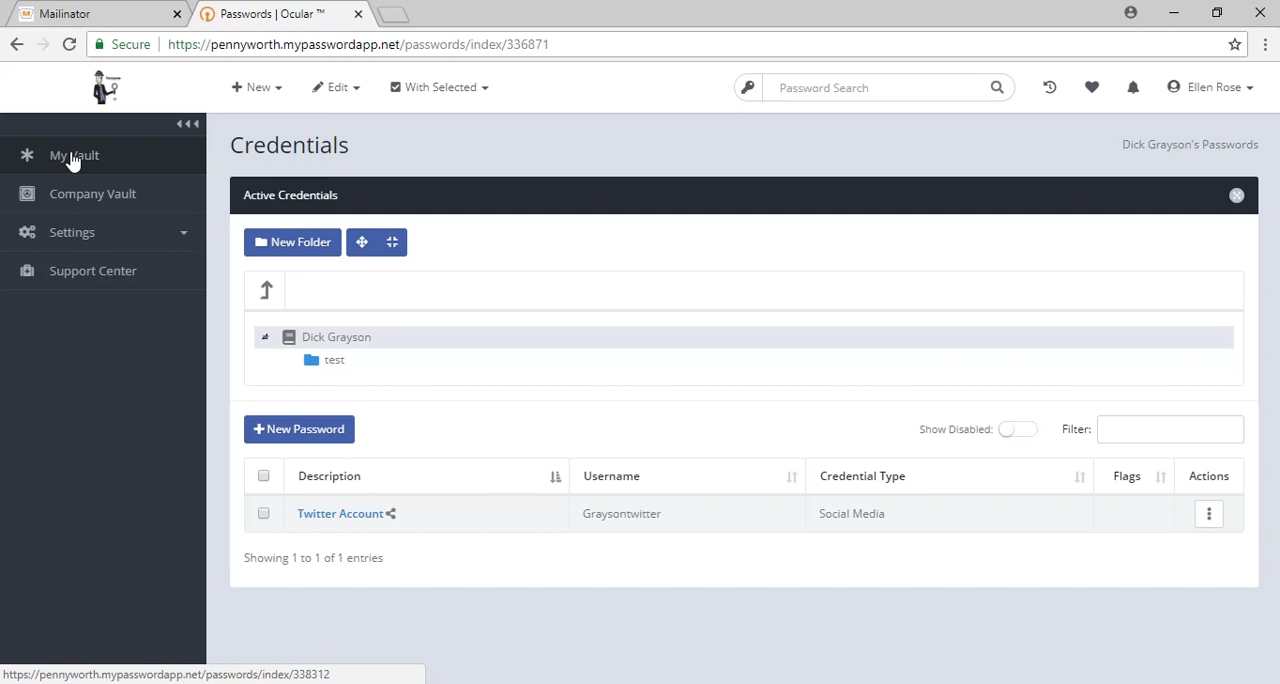 Mailinator
Passwords | Ocular ™
Secure
https://pennyworth.mypasswordapp.net/passwords/index/336871
New
Edit
With Selected
Password Search
Ellen Rose
My Vault
Company Vault
Settings
Support Center
Credentials
Dick Grayson's Passwords
Active Credentials
New Folder
Dick Grayson
test
New Password
Show Disabled:
Filter:
Description Username Credential Type Flags Actions
Twitter Account Graysontwitter Social Media
Showing 1 to 1 of 1 entries
https://pennyworth.mypasswordapp.net/passwords/index/338312